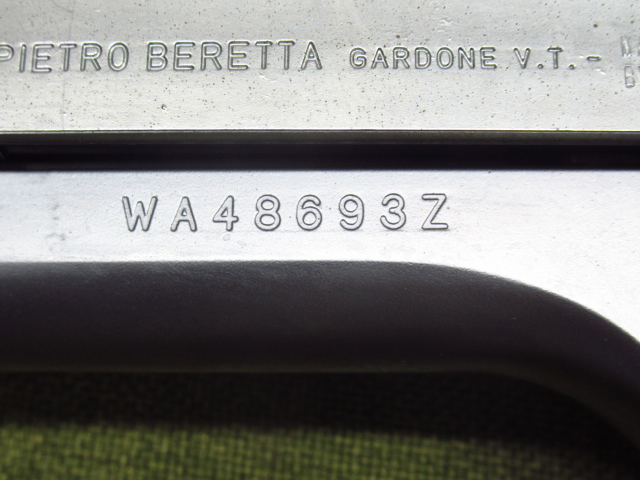 PIETRO BERETTA GARDONE V.T.-
WA48693Z